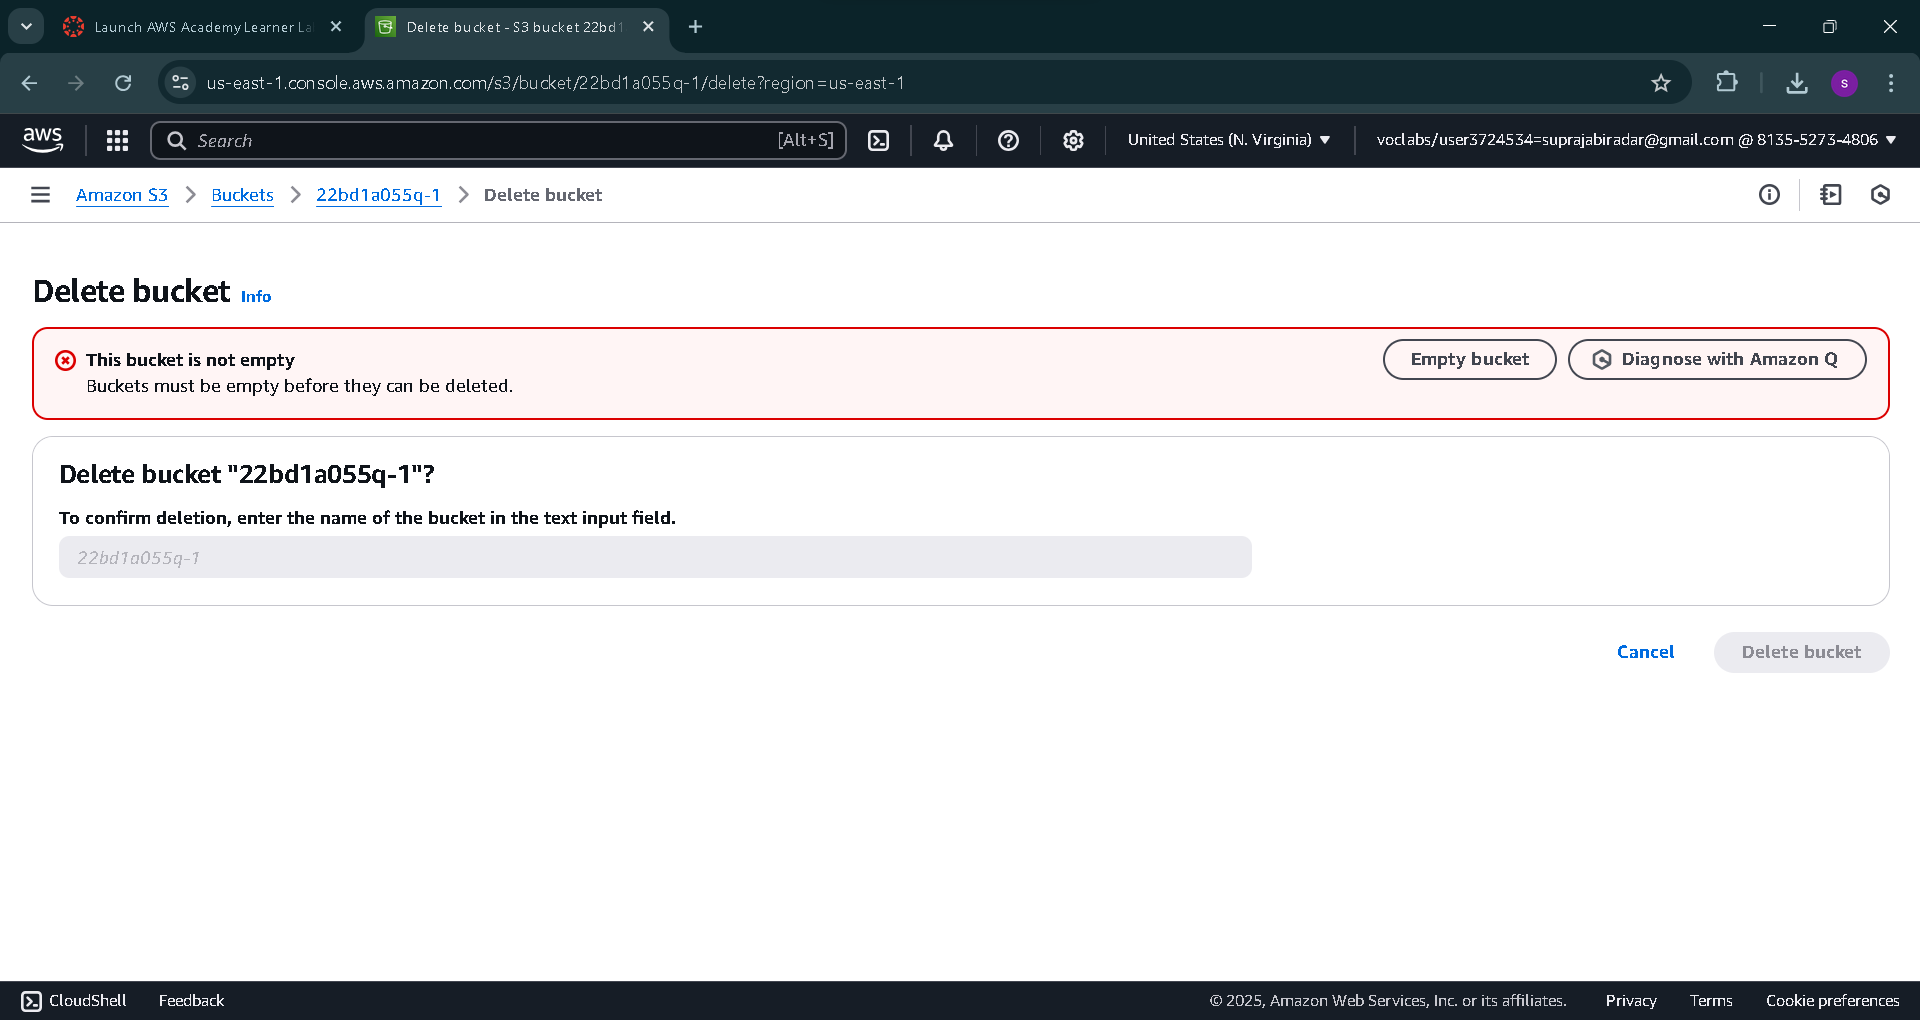 Launch AWS Academy Learner La
Delete bucket - S3 bucket 22bd1
us-east-1.console.aws.amazon.com/s3/bucket/22bd1a055q-1/delete?region=us-east-1
S
aws
Search
[Alt+S]
United States (N. Virginia)
voclabs/user3724534=suprajabiradar@gmail.com @ 8135-5273-4806
Amazon S3
Buckets
22bd1a055q-1
Delete bucket
Delete bucket
Info
This bucket is not empty
Buckets must be empty before they can be deleted.
Empty bucket
Diagnose with Amazon Q
Delete bucket "22bd1a055q-1"?
To confirm deletion, enter the name of the bucket in the text input field.
22bd1a055q-1
Cancel
Delete bucket
CloudShell
Feedback
© 2025, Amazon Web Services, Inc. or its affiliates.
Privacy
Terms
Cookie preferences